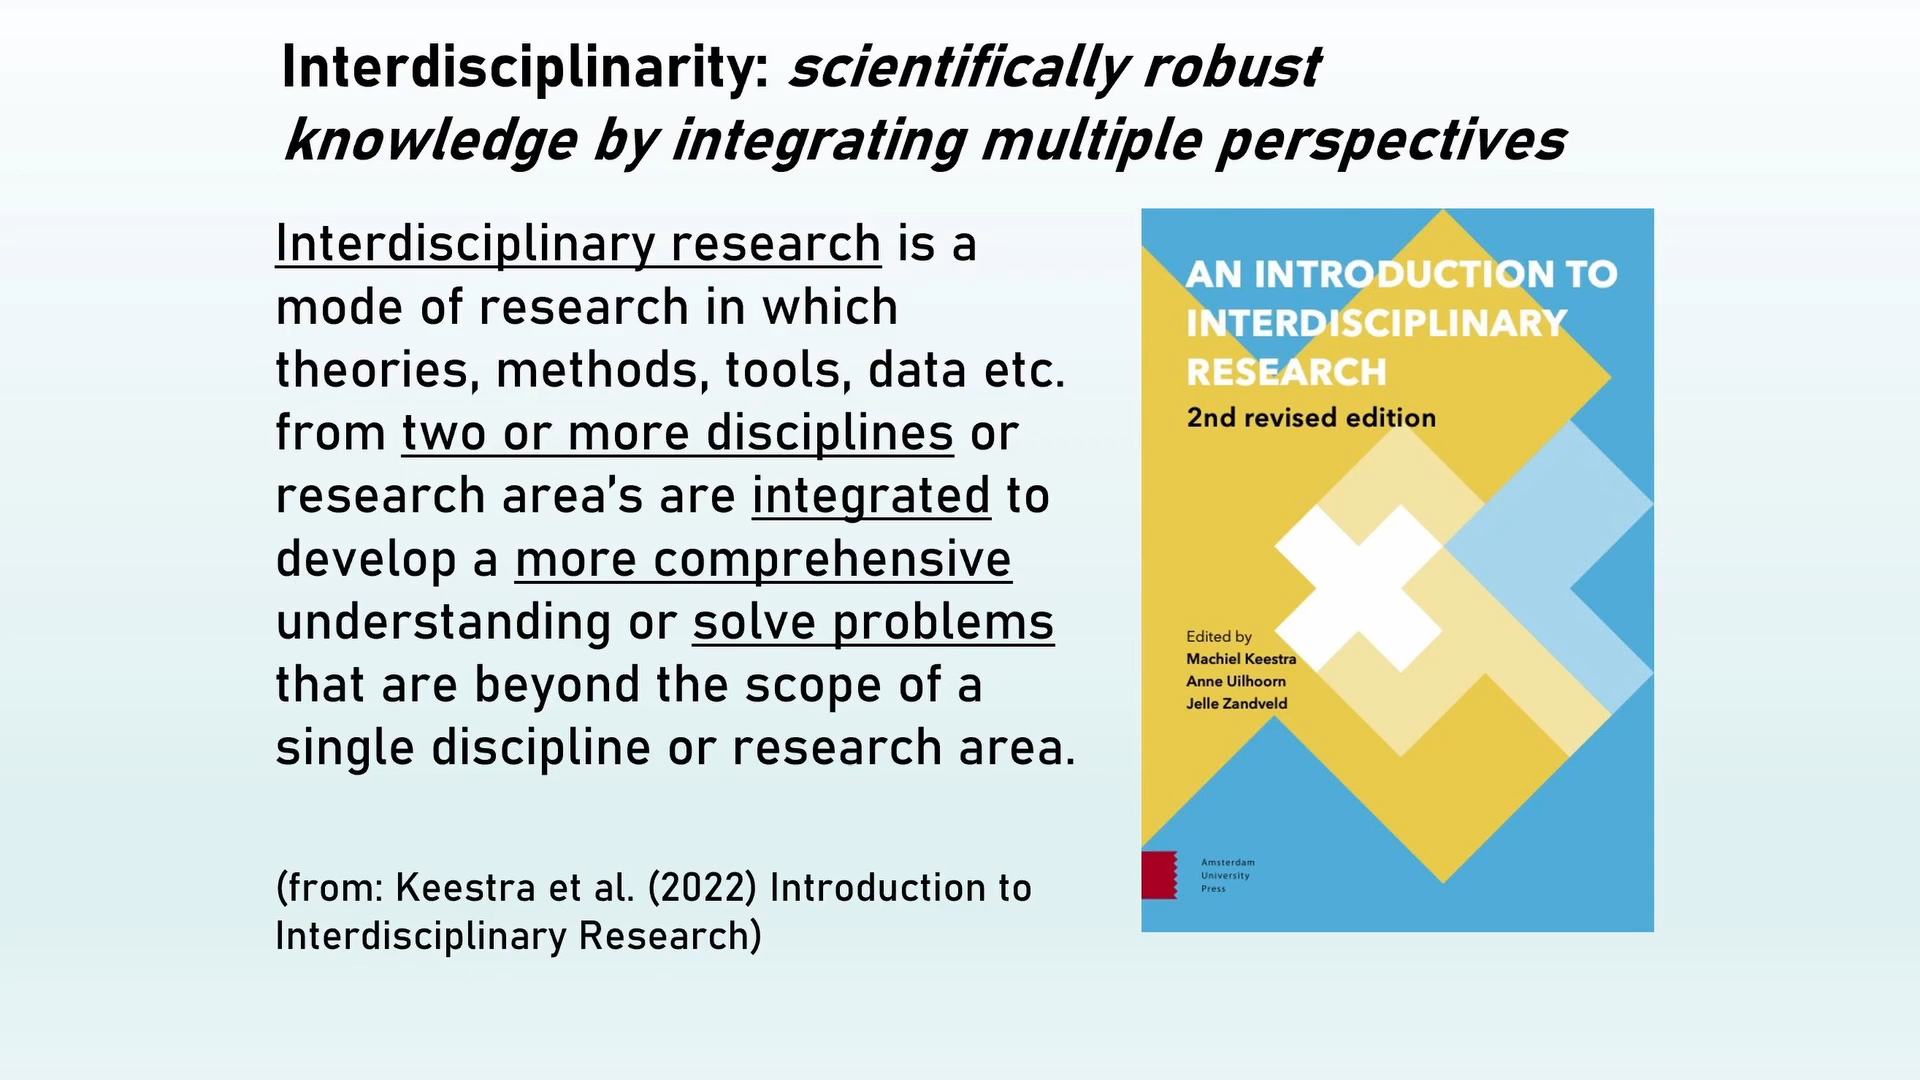 Interdisciplinarity: scientifically robust
knowledge by integrating multiple perspectives
Interdisciplinary research is a
mode of research in which
theories, methods, tools, data etc.
from two or more disciplines or
research area’s are integrated to
develop a more comprehensive
understanding or solve problems
that are beyond the scope of a
single discipline or research area.
(from: Keestra et al. (2022) Introduction to
Interdisciplinary Research)
AN INTRODUCTION TO
INTERDISCIPLINARY
RESEARCH
2nd revised edition
Edited by
Machiel Keestra
Anne Uilhoorn
Jelle Zandveld
Amsterdam
University
Press